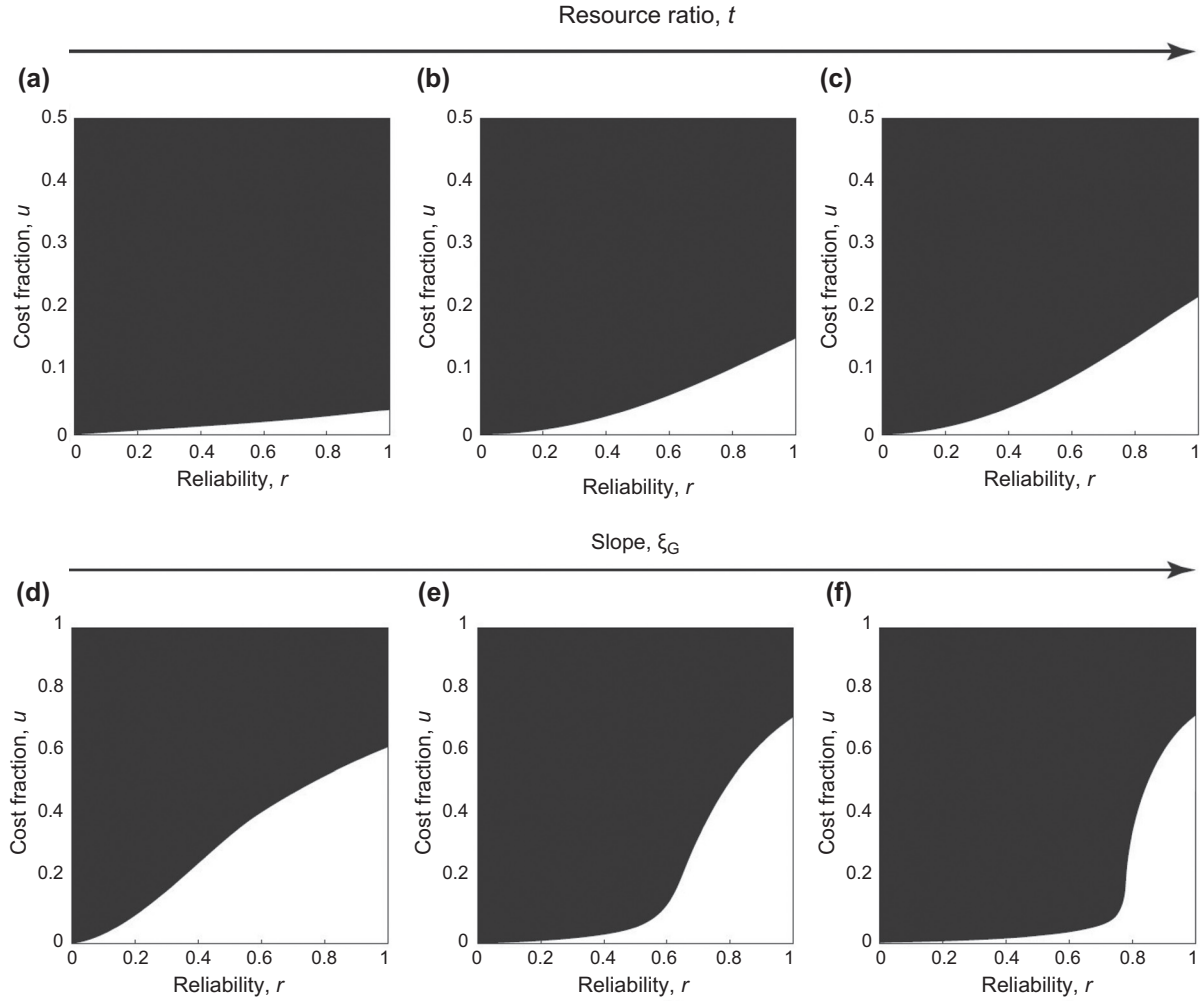 Resource ratio, t
(a)
(b)
(c)
0.5
0.4
0.3
0.2
0.1
0
Cost fraction, u
0 0.2 0.4 0.6 0.8 1
Reliability, r
0.5
0.4
0.3
0.2
0.1
0
Cost fraction, u
0 0.2 0.4 0.6 0.8 1
Reliability, r
0.5
0.4
0.3
0.2
0.1
0
Cost fraction, u
0 0.2 0.4 0.6 0.8 1
Reliability, r
Slope, ξG
(d)
(e)
(f)
1
0.8
0.6
0.4
0.2
0
Cost fraction, u
0 0.2 0.4 0.6 0.8 1
Reliability, r
1
0.8
0.6
0.4
0.2
0
Cost fraction, u
0 0.2 0.4 0.6 0.8 1
Reliability, r
1
0.8
0.6
0.4
0.2
0
Cost fraction, u
0 0.2 0.4 0.6 0.8 1
Reliability, r